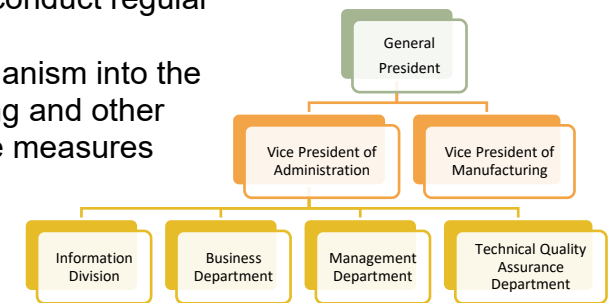 conduct regular
anism into the
ng and other
e measures
General
President
Vice President of
Administration
Vice President of
Manufacturing
Information
Division
Business
Department
Management
Department
Technical Quality
Assurance
Department